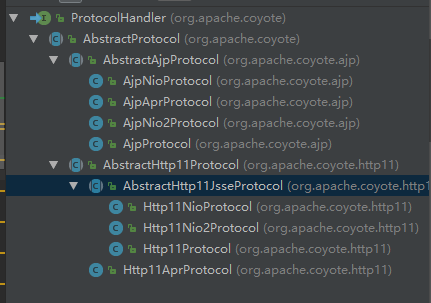 ProtocolHandler (org.apache.coyote)
AbstractProtocol (org.apache.coyote)
AbstractAjpProtocol (org.apache.coyote.ajp)
AjpNioProtocol (org.apache.coyote.ajp)
AjpAprProtocol (org.apache.coyote.ajp)
AjpNio2Protocol (org.apache.coyote.ajp)
AjpProtocol (org.apache.coyote.ajp)
AbstractHttp11Protocol (org.apache.coyote.http11)
AbstractHttp11JsseProtocol (org.apache.coyote.http1
Http11NioProtocol (org.apache.coyote.http11)
Http11Nio2Protocol (org.apache.coyote.http11)
Http11Protocol (org.apache.coyote.http11)
Http11AprProtocol (org.apache.coyote.http11)